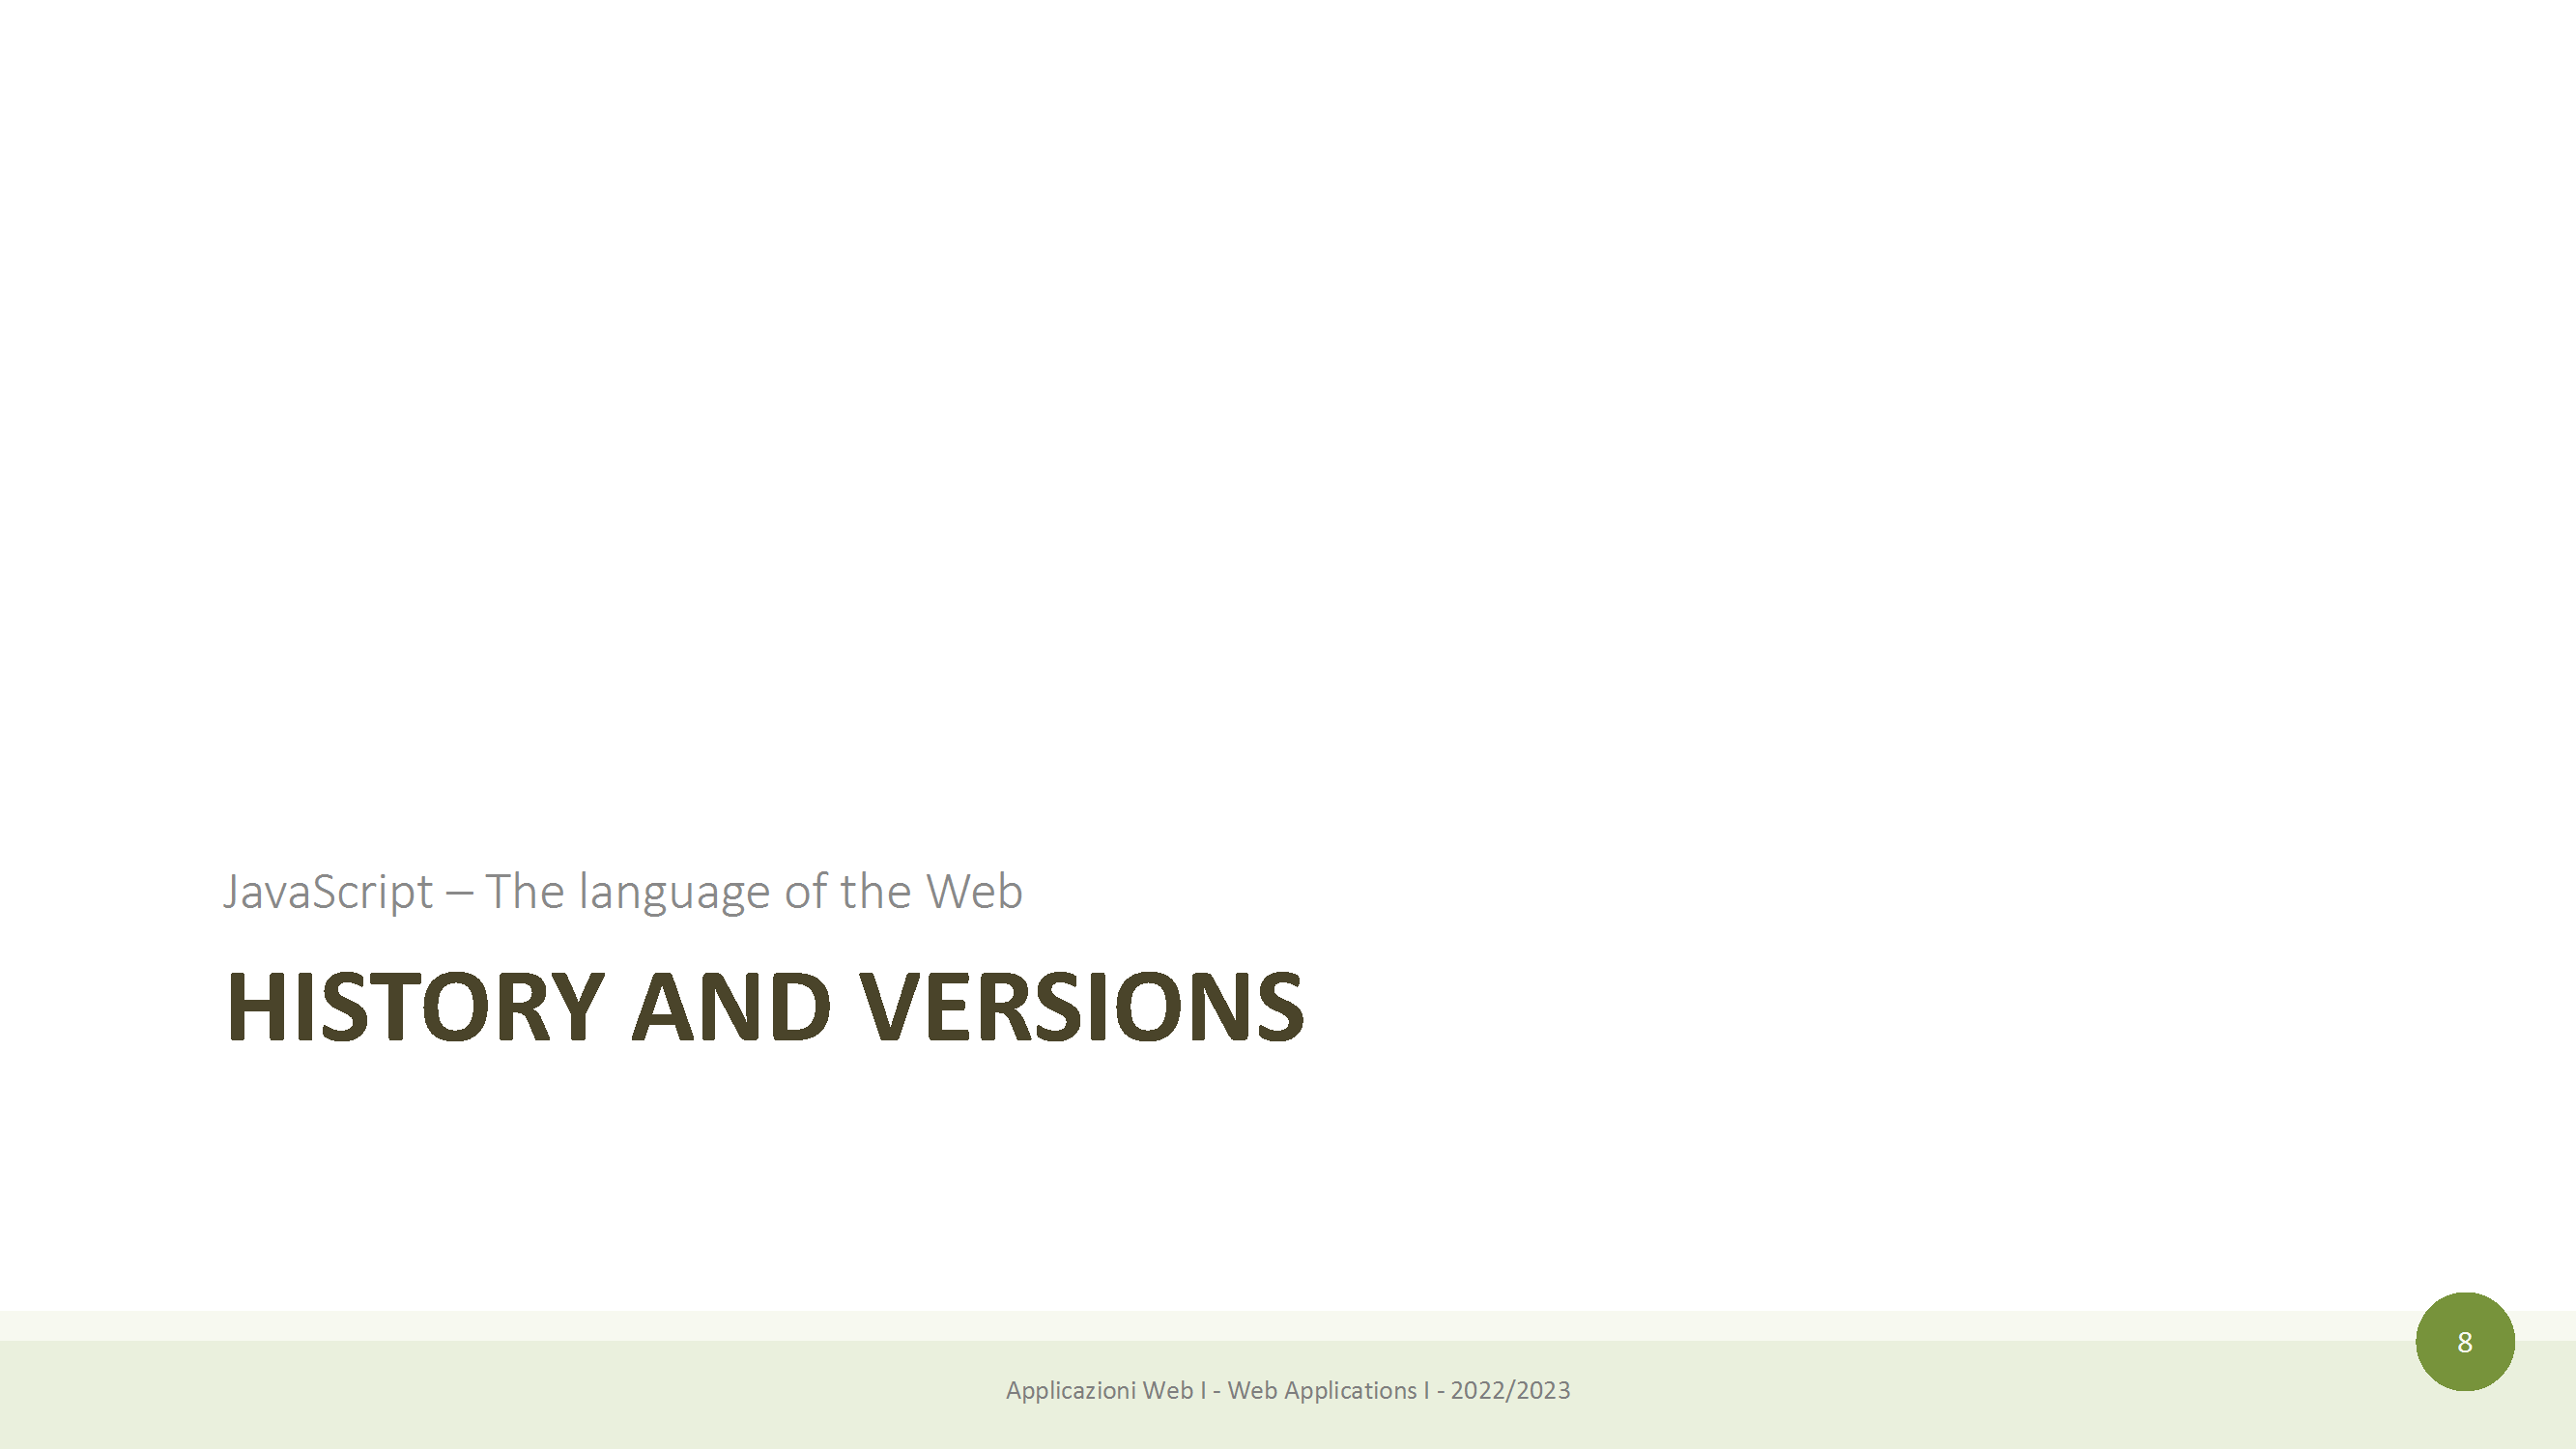 JavaScript – The language of the Web
HISTORY AND VERSIONS
8
Applicazioni Web I - Web Applications I - 2022/2023